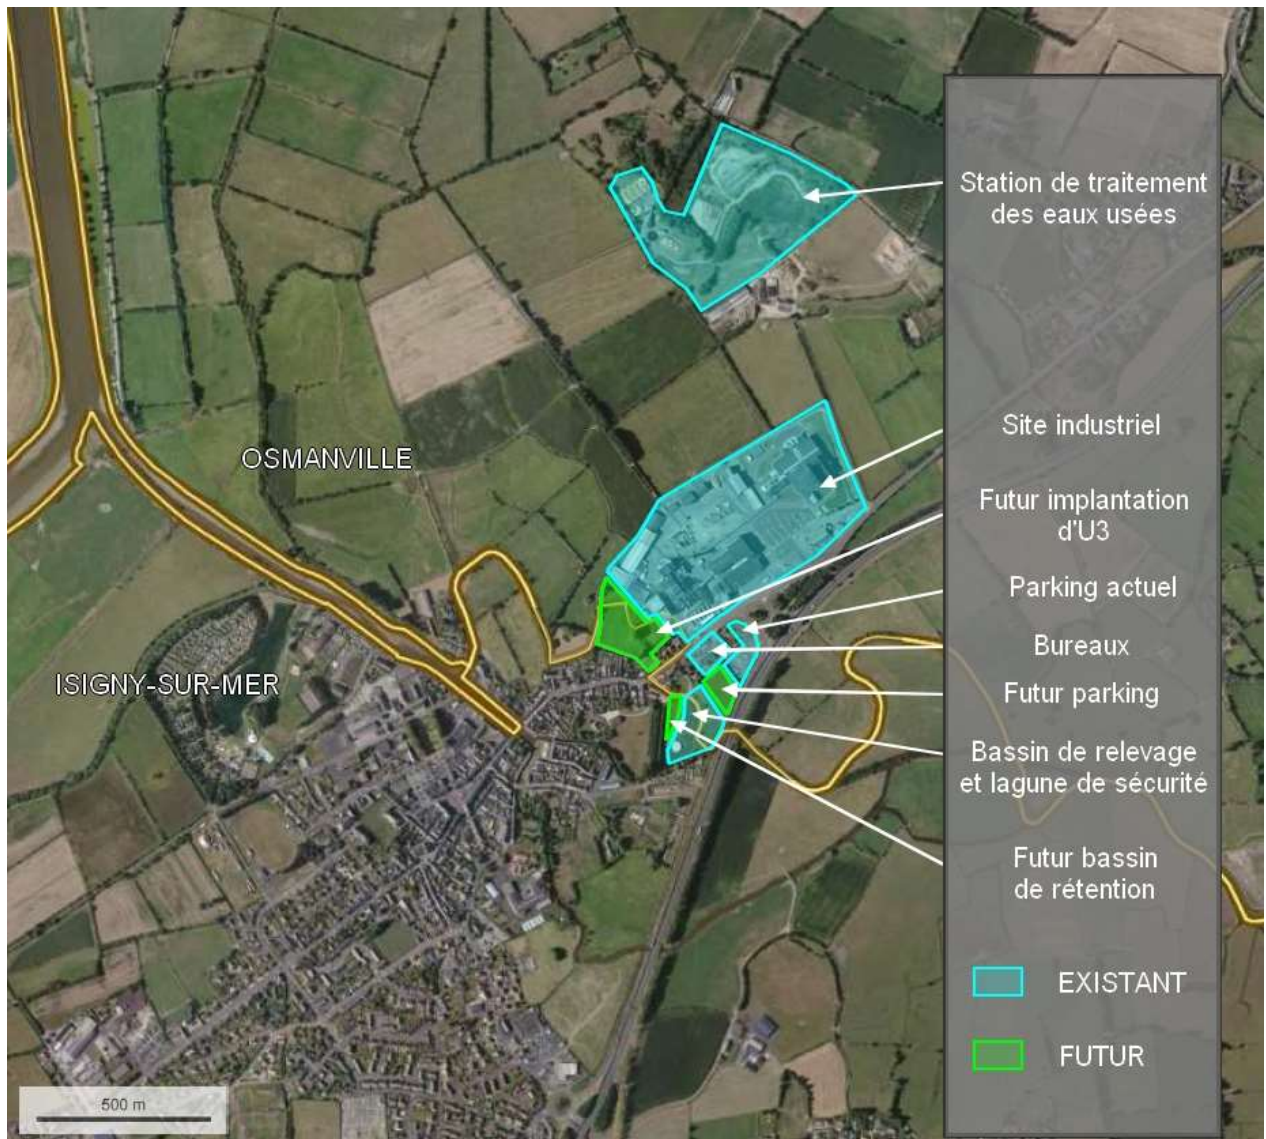 Station de traitement
des eaux usées
OSMANVILLE
Site industriel
Futur implantation
d'U3
Parking actuel
Bureaux
ISIGNY-SUR-MER
Futur parking
Bassin de relevage
et lagune de sécurité
Futur bassin
de rétention
EXISTANT
FUTUR
500 m